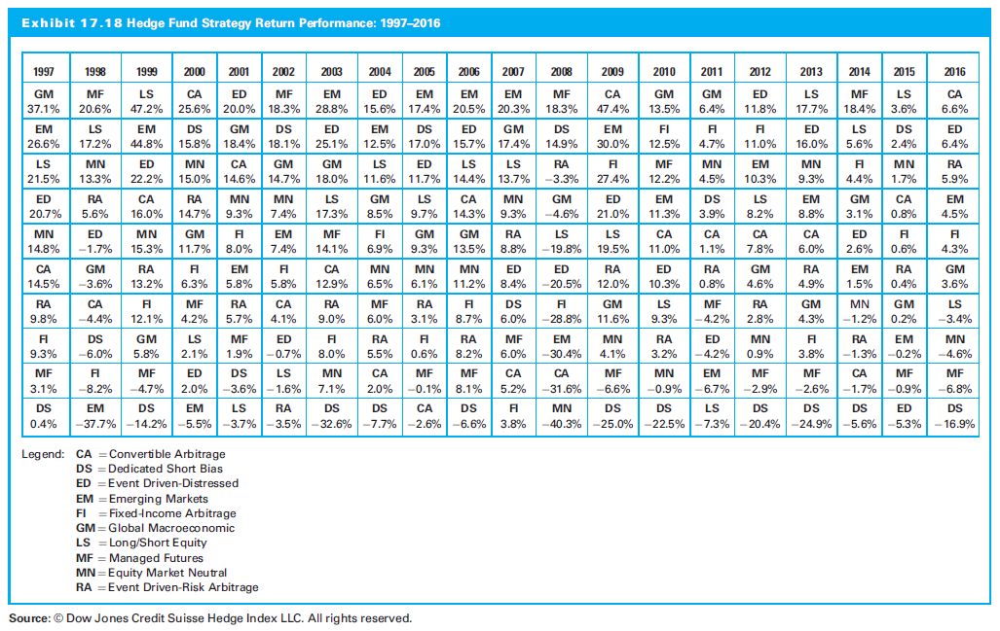 Exhibit 17.18 Hedge Fund Strategy Return Performance: 1997–2016
1997 1998 1999 2000 2001 2002 2003 2004 2005 2006 2007 2008 2009 2010 2011 2012 2013 2014 2015 2016
GM MF LS CA ED MF EM ED EM EM EM MF CA GM GM ED LS MF LS CA
37.1% 20.6% 47.2% 25.6% 20.0% 18.3% 28.8% 15.6% 17.4% 20.5% 20.3% 18.3% 47.4% 13.5% 6.4% 11.8% 17.7% 18.4% 3.6% 6.6%
EM LS EM DS GM DS ED EM DS ED GM DS EM FI FI FI ED LS DS ED
26.6% 17.2% 44.8% 15.8% 18.4% 18.1% 25.1% 12.5% 17.0% 15.7% 17.4% 14.9% 30.0% 12.5% 4.7% 11.0% 16.0% 5.6% 2.4% 6.4%
LS MN ED MN CA GM GM LS ED LS LS RA FI MF MN EM MN FI MN RA
21.5% 13.3% 22.2% 15.0% 14.6% 14.7% 18.0% 11.6% 11.7% 14.4% 13.7% −3.3% 27.4% 12.2% 4.5% 10.3% 9.3% 4.4% 1.7% 5.9%
ED RA CA RA MN MN LS GM LS CA MN GM ED EM DS LS EM GM CA EM
20.7% 5.6% 16.0% 14.7% 9.3% 7.4% 17.3% 8.5% 9.7% 14.3% 9.3% −4.6% 21.0% 11.3% 3.9% 8.2% 8.8% 3.1% 0.8% 4.5%
MN ED MN GM FI EM MF FI GM GM RA LS LS CA CA CA CA ED FI FI
14.8% −1.7% 15.3% 11.7% 8.0% 7.4% 14.1% 6.9% 9.3% 13.5% 8.8% −19.8% 19.5% 11.0% 1.1% 7.8% 6.0% 2.6% 0.6% 4.3%
CA GM RA FI EM FI CA MN MN MN ED ED RA ED RA GM RA EM RA GM
14.5% −3.6% 13.2% 6.3% 5.8% 5.8% 12.9% 6.5% 6.1% 11.2% 8.4% −20.5% 12.0% 10.3% 0.8% 4.6% 4.9% 1.5% 0.4% 3.6%
RA CA FI MF RA CA RA MF RA FI DS FI GM LS MF RA GM MN GM LS
9.8% −4.4% 12.1% 4.2% 5.7% 4.1% 9.0% 6.0% 3.1% 8.7% 6.0% −28.8% 11.6% 9.3% −4.2% 2.8% 4.3% −1.2% 0.2% −3.4%
FI DS GM LS MF ED FI RA FI RA MF EM MN RA ED MN FI RA EM MN
9.3% −6.0% 5.8% 2.1% 1.9% −0.7% 8.0% 5.5% 0.6% 8.2% 6.0% −30.4% 4.1% 3.2% −4.2% 0.9% 3.8% −1.3% −0.2% −4.6%
MF FI MF ED DS LS MN CA MF MF CA CA MF MN EM MF MF CA MF MF
3.1% −8.2% −4.7% 2.0% −3.6% −1.6% 7.1% 2.0% −0.1% 8.1% 5.2% −31.6% −6.6% −0.9% −6.7% −2.9% −2.6% −1.7% −0.9% −6.8%
DS EM DS EM LS RA DS DS CA DS FI MN DS DS LS DS DS DS ED DS
0.4% −37.7% −14.2% −5.5% −3.7% −3.5% −32.6% −7.7% −2.6% −6.6% 3.8% −40.3% −25.0% −22.5% −7.3% −20.4% −24.9% −5.6% −5.3% −16.9%
Legend: CA = Convertible Arbitrage
DS = Dedicated Short Bias
ED = Event Driven-Distressed
EM = Emerging Markets
FI = Fixed-Income Arbitrage
GM = Global Macroeconomic
LS = Long/Short Equity
MF = Managed Futures
MN = Equity Market Neutral
RA = Event Driven-Risk Arbitrage
Source: © Dow Jones Credit Suisse Hedge Index LLC. All rights reserved.